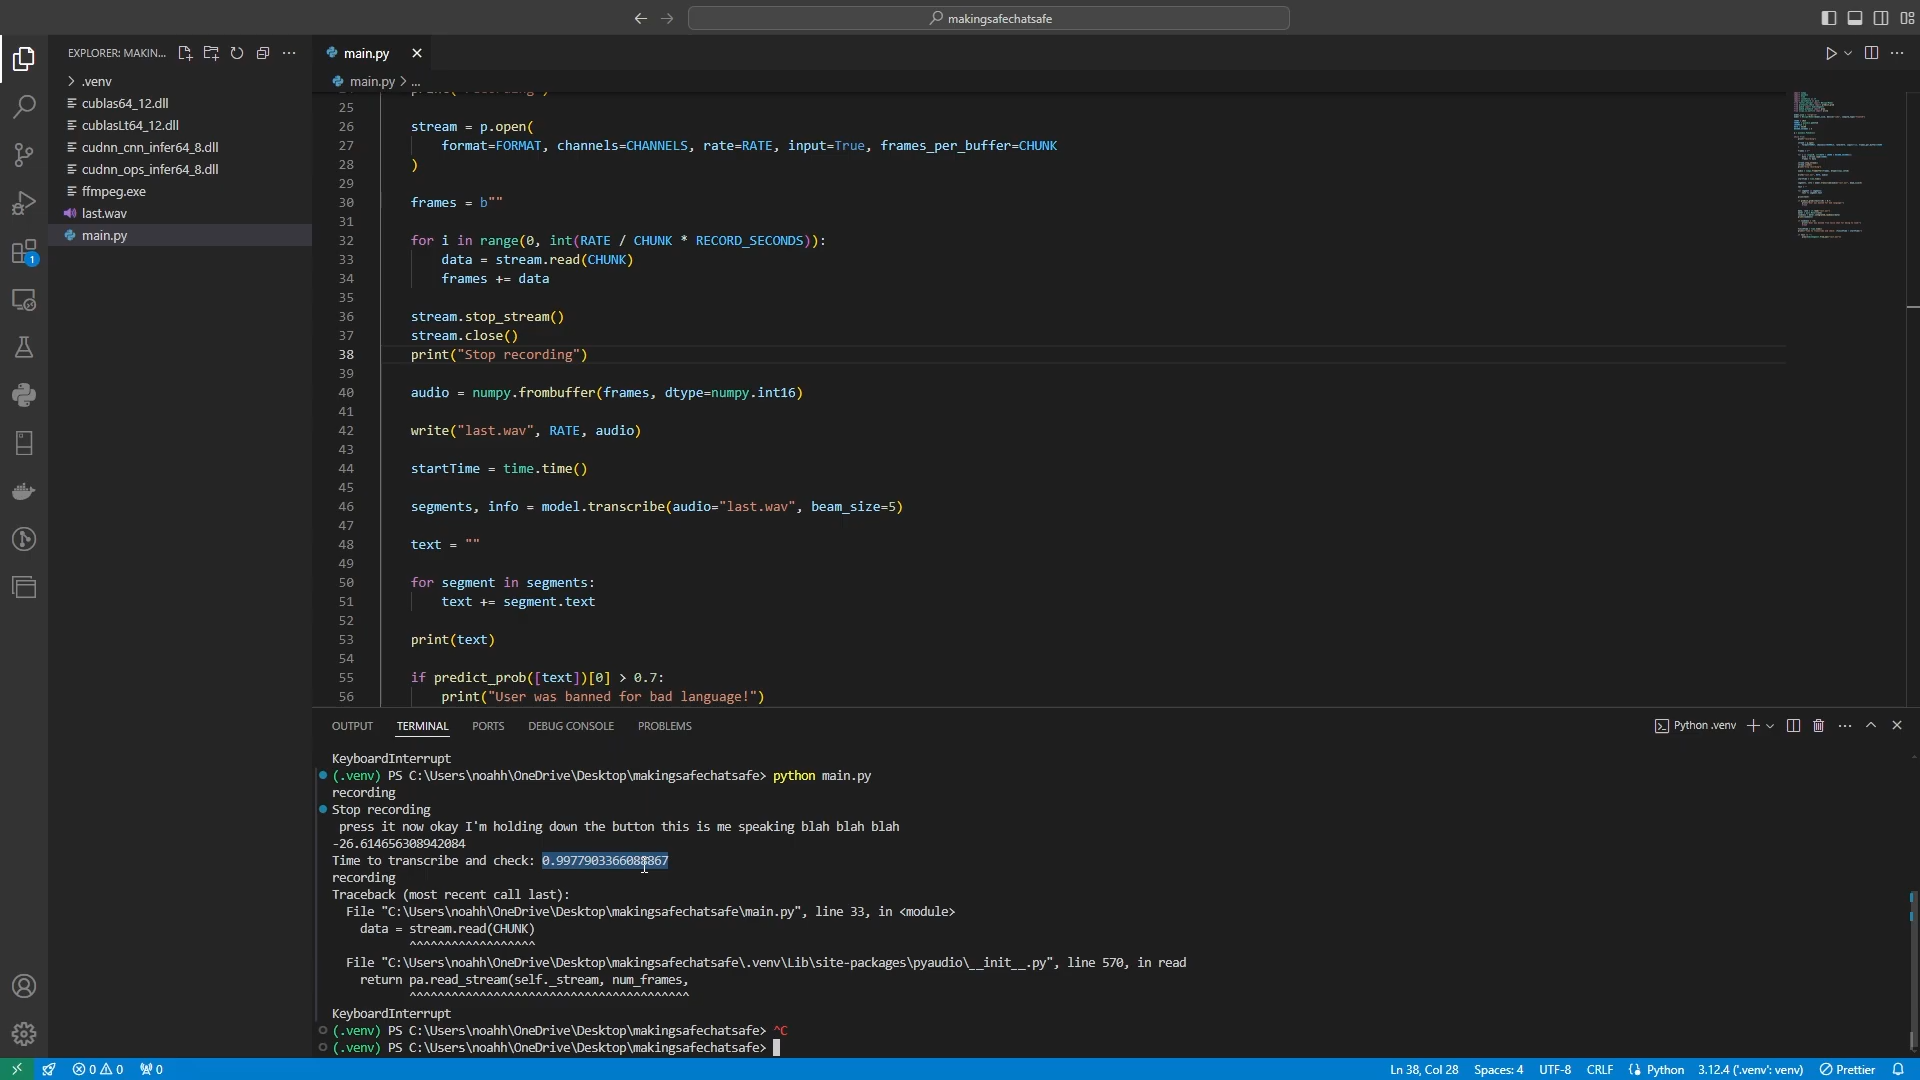 makingsafechatsafe
EXPLORER: MAKIN...
main.py
main.py > ...
.venv
cublas64_12.dll
cublasLt64_12.dll
cudnn_cnn_infer64_8.dll
cudnn_ops_infer64_8.dll
ffmpeg.exe
last.wav
main.py
1
25
26 stream = p.open(
27 format=FORMAT, channels=CHANNELS, rate=RATE, input=True, frames_per_buffer=CHUNK
28 )
29
30 frames = b""
31
32 for i in range(0, int(RATE / CHUNK * RECORD_SECONDS)):
33 data = stream.read(CHUNK)
34 frames += data
35
36 stream.stop_stream()
37 stream.close()
38 print("Stop recording")
39
40 audio = numpy.frombuffer(frames, dtype=numpy.int16)
41
42 write("last.wav", RATE, audio)
43
44 startTime = time.time()
45
46 segments, info = model.transcribe(audio="last.wav", beam_size=5)
47
48 text = ""
49
50 for segment in segments:
51 text += segment.text
52
53 print(text)
54
55 if predict_prob([text])[0] > 0.7:
56 print("User was banned for bad language!")
OUTPUT TERMINAL PORTS DEBUG CONSOLE PROBLEMS
Python .venv
KeyboardInterrupt
(.venv) PS C:\Users\noahh\OneDrive\Desktop\makingsafechatsafe> python main.py
recording
Stop recording
press it now okay I'm holding down the button this is me speaking blah blah blah
-26.614656308942084
Time to transcribe and check: 0.9977903366088867
recording
Traceback (most recent call last):
File "C:\Users\noahh\OneDrive\Desktop\makingsafechatsafe\main.py", line 33, in <module>
data = stream.read(CHUNK)
^^^^^^^^^^^^^^^^^^
File "C:\Users\noahh\OneDrive\Desktop\makingsafechatsafe\.venv\Lib\site-packages\pyaudio\__init__.py", line 570, in read
return pa.read_stream(self._stream, num_frames,
^^^^^^^^^^^^^^^^^^^^^^^^^^^^^^^^^^^^^^^^
KeyboardInterrupt
(.venv) PS C:\Users\noahh\OneDrive\Desktop\makingsafechatsafe> ^C
(.venv) PS C:\Users\noahh\OneDrive\Desktop\makingsafechatsafe>
0 0 0 Ln 38, Col 28 Spaces: 4 UTF-8 CRLF Python 3.12.4 ('.venv': venv) Prettier